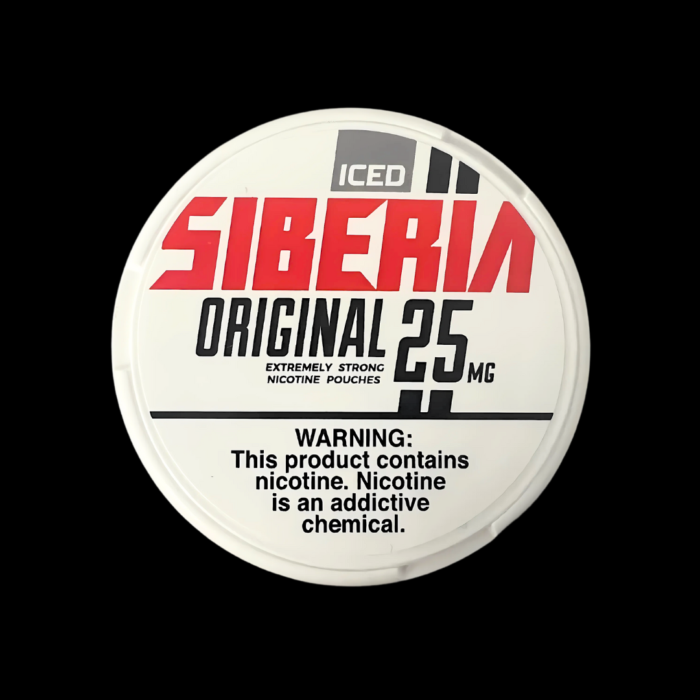 ICED
SIBERIA
ORIGINAL 25 MG
EXTREMELY STRONG
NICOTINE POUCHES
WARNING:
This product contains
nicotine. Nicotine
is an addictive
chemical.